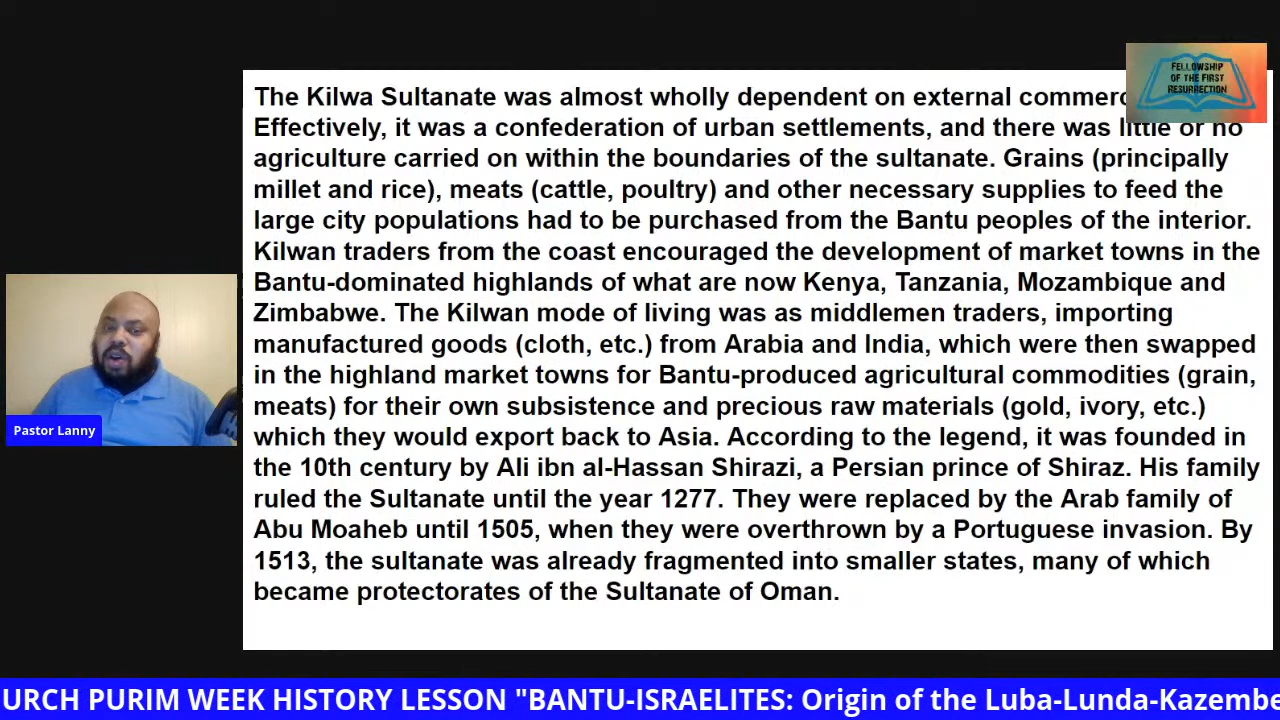 The Kilwa Sultanate was almost wholly dependent on external
Effectively, it was a confederation of urban settlements, and there was little or no
agriculture carried on within the boundaries of the sultanate. Grains (principally
millet and rice), meats (cattle, poultry) and other necessary supplies to feed the
large city populations had to be purchased from the Bantu peoples of the interior.
Kilwan traders from the coast encouraged the development of market towns in the
Bantu-dominated highlands of what are now Kenya, Tanzania, Mozambique and
Zimbabwe. The Kilwan mode of living was as middlemen traders, importing
manufactured goods (cloth, etc.) from Arabia and India, which were then swapped
in the highland market towns for Bantu-produced agricultural commodities (grain,
meats) for their own subsistence and precious raw materials (gold, ivory, etc.)
which they would export back to Asia. According to the legend, it was founded in
the 10th century by Ali ibn al-Hassan Shirazi, a Persian prince of Shiraz. His family
ruled the Sultanate until the year 1277. They were replaced by the Arab family of
Abu Moaheb until 1505, when they were overthrown by a Portuguese invasion. By
1513, the sultanate was already fragmented into smaller states, many of which
became protectorates of the Sultanate of Oman.
FELLOWSHIP
OF THE FIRST
RESURRECTION
Pastor Lanny
URCH PURIM WEEK HISTORY LESSON "BANTU-ISRAELITES: Origin of the Luba-Lunda-Kazembe